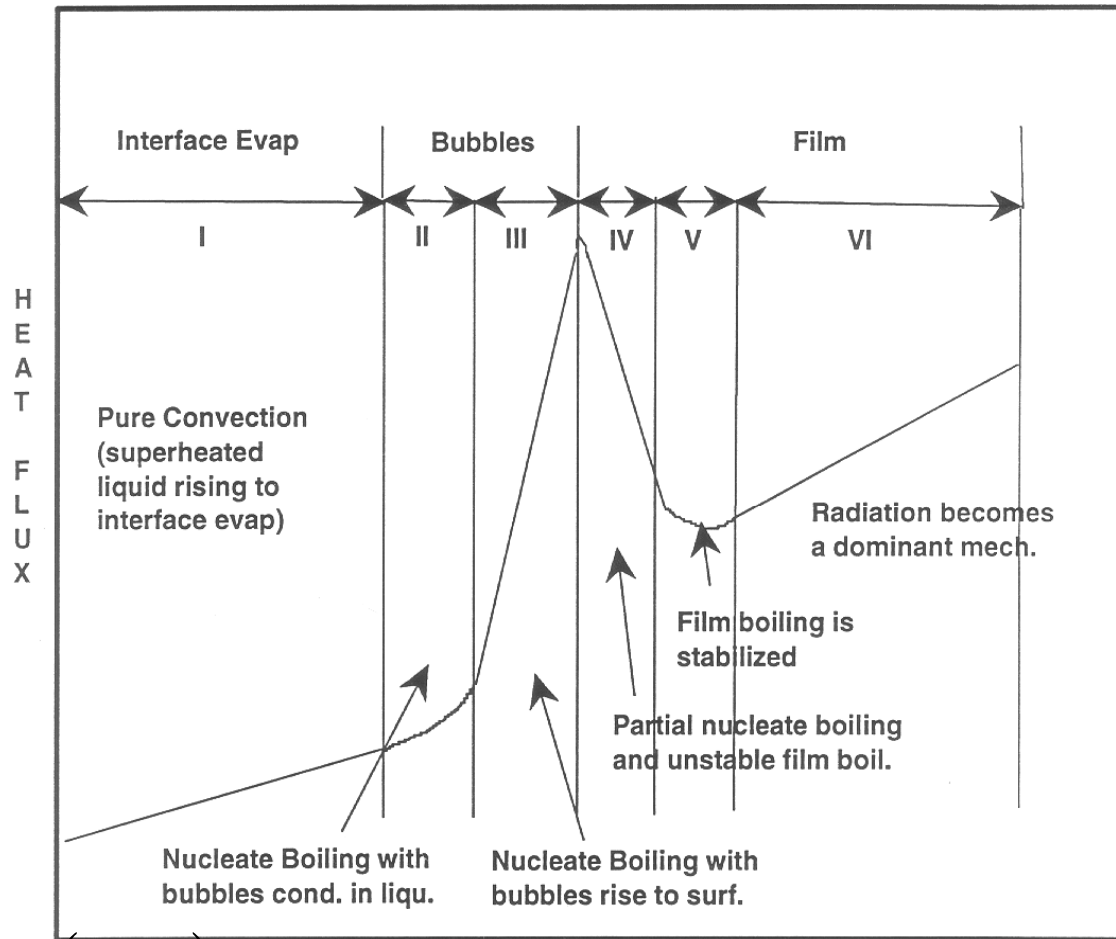 Interface Evap
Bubbles
Film
I
II
III
IV
V
VI
HEAT FLUX
Pure Convection
(superheated
liquid rising to
interface evap)
Radiation becomes
a dominant mech.
Film boiling is
stabilized
Partial nucleate boiling
and unstable film boil.
Nucleate Boiling with
bubbles cond. in liqu.
Nucleate Boiling with
bubbles rise to surf.